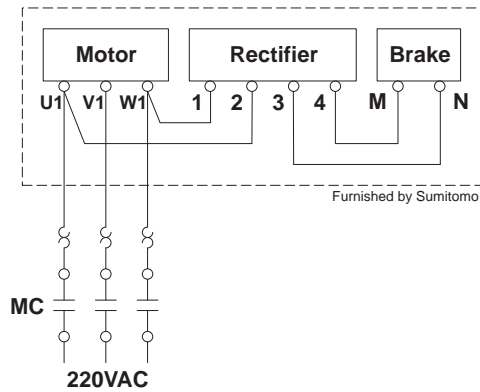 Motor Rectifier Brake
U1 V1 W1 1 2 3 4 M N
Furnished by Sumitomo
MC
220VAC